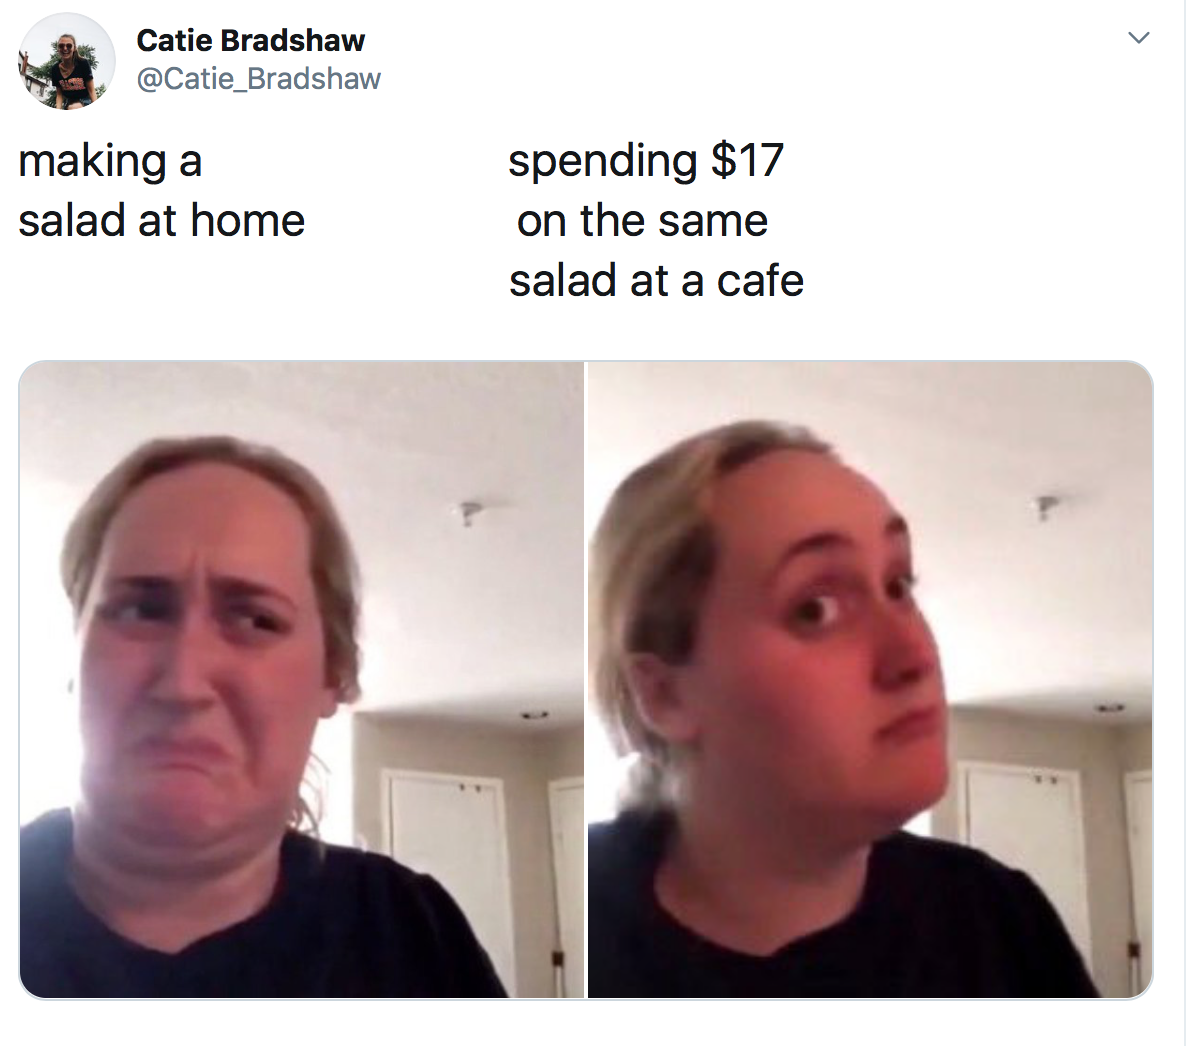 Catie Bradshaw
@Catie_Bradshaw
making a
salad at home
spending $17
on the same
salad at a cafe